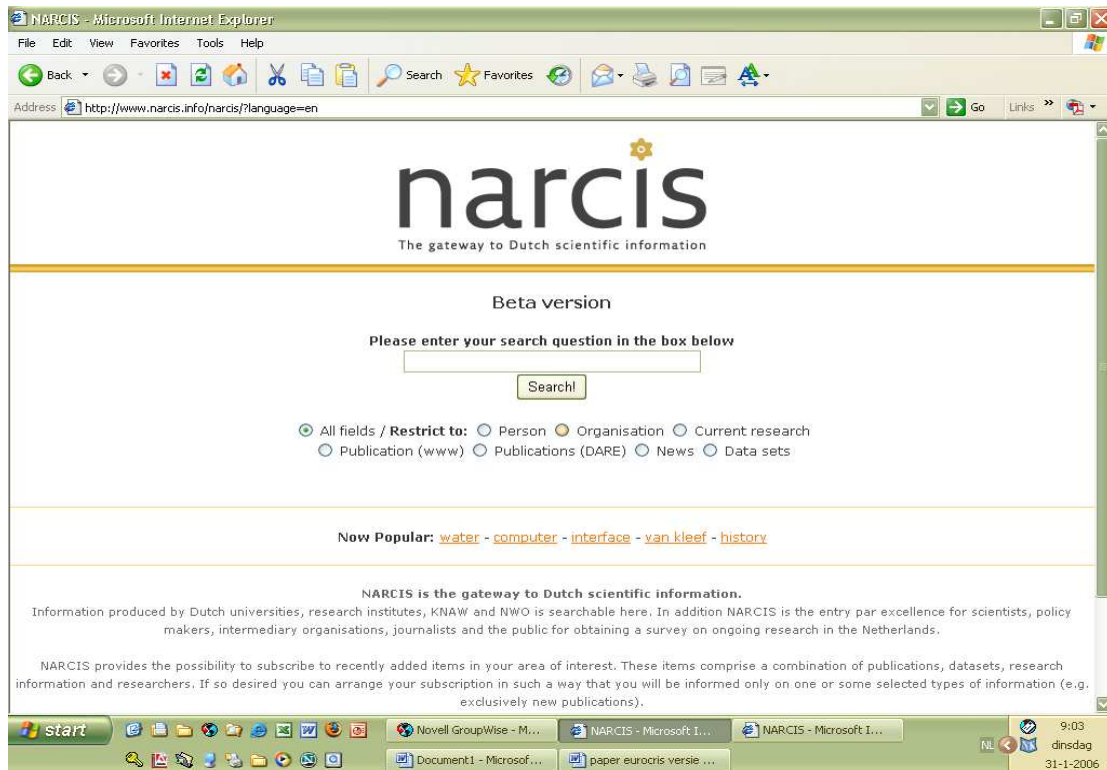 NARCIS - Microsoft Internet Explorer
File Edit View Favorites Tools Help
Back Search Favorites
Address http://www.narcis.info/narcis/?language=en Go Links »
narcis
The gateway to Dutch scientific information
Beta version
Please enter your search question in the box below
Search!
All fields / Restrict to: Person Organisation Current research
Publication (www) Publications (DARE) News Data sets
Now Popular: water - computer - interface - van kleef - history
NARCIS is the gateway to Dutch scientific information.
Information produced by Dutch universities, research institutes, KNAW and NWO is searchable here. In addition NARCIS is the entry par excellence for scientists, policy
makers, intermediary organisations, journalists and the public for obtaining a survey on ongoing research in the Netherlands.
NARCIS provides the possibility to subscribe to recently added items in your area of interest. These items comprise a combination of publications, datasets, research
information and researchers. If so desired you can arrange your subscription in such a way that you will be informed only on one or some selected types of information (e.g.
exclusively new publications).
start Novell GroupWise - M... NARCIS - Microsoft I... NARCIS - Microsoft I... 9:03
NL dinsdag
Document1 - Microsof... paper eurocris versie ... 31-1-2006